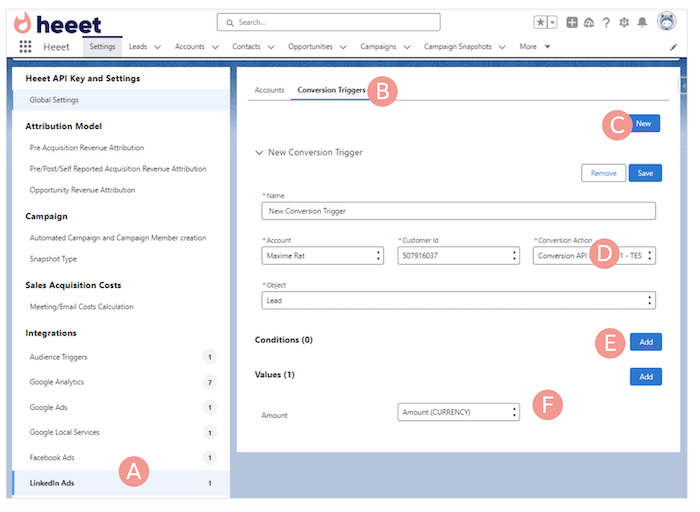 heeet
Search...
Heeet Settings Leads Accounts Contacts Opportunities Campaigns Campaign Snapshots More
Heeet API Key and Settings
Global Settings
Attribution Model
Pre Acquisition Revenue Attribution
Pre/Post/Self Reported Acquisition Revenue Attribution
Opportunity Revenue Attribution
Campaign
Automated Campaign and Campaign Member creation
Snapshot Type
Sales Acquisition Costs
Meeting/Email Costs Calculation
Integrations
Audience Triggers 1
Google Analytics 7
Google Ads 1
Google Local Services 1
Facebook Ads 1
LinkedIn Ads A 1
Accounts Conversion Triggers B
C New
New Conversion Trigger
Remove Save
* Name
New Conversion Trigger
* Account * Customer Id * Conversion Action
Maxime Rat 507916037 Conversion API D 1 - TES
* Object
Lead
Conditions (0) E Add
Values (1) Add
Amount Amount (CURRENCY) F